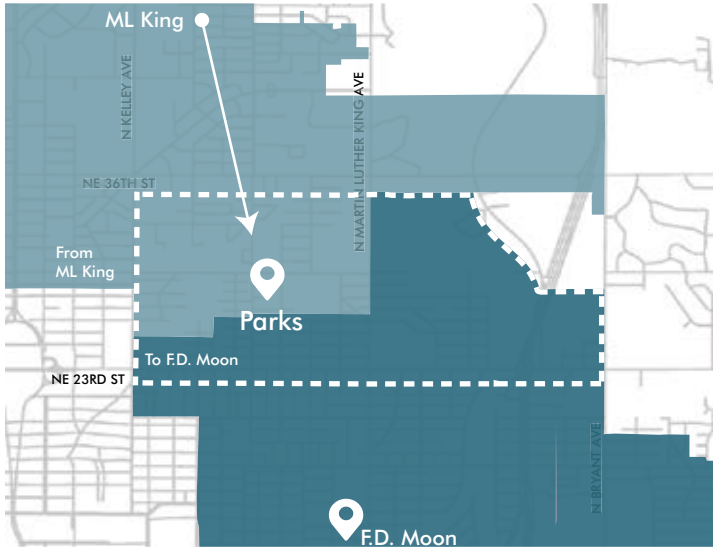 ML King
N KELLEY AVE
N MARTIN LUTHER KING AVE
NE 36TH ST
From
ML King
Parks
To F.D. Moon
NE 23RD ST
N BRYANT AVE
F.D. Moon